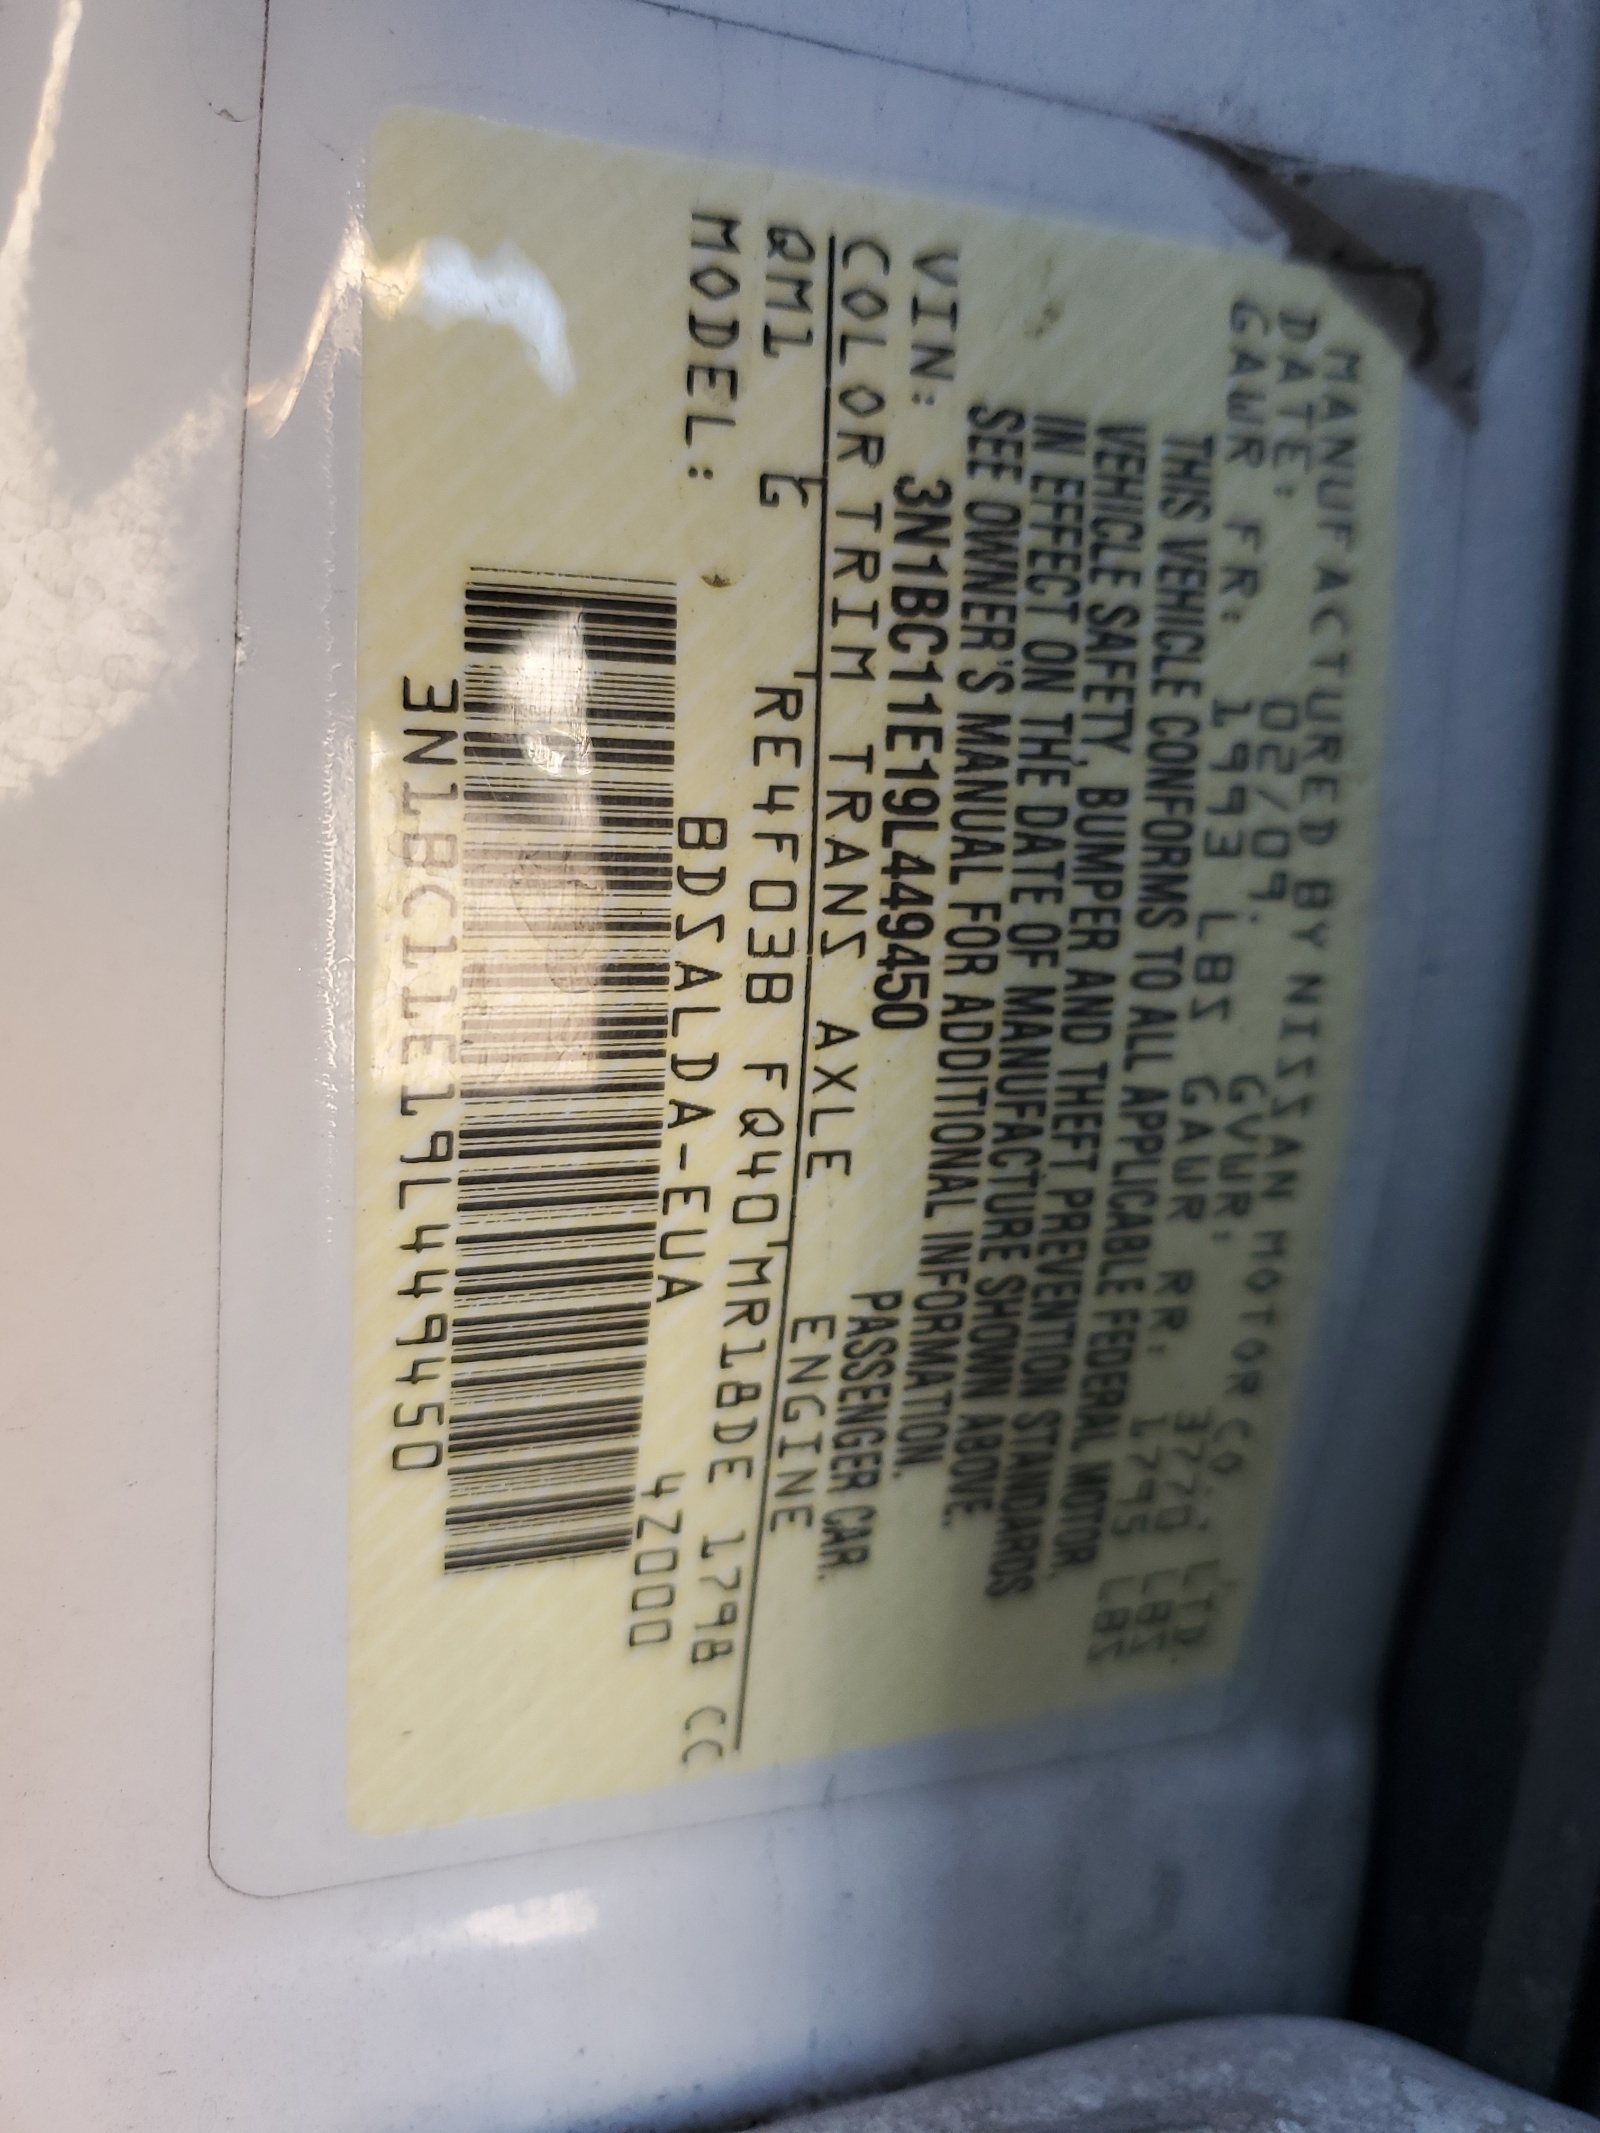 MANUFACTURED BY NISSAN MOTOR CO., LTD.
DATE: 02/09. GVWR: 3770 LBS.
GAWR FR: 1993 LBS GAWR RR: 1795 LBS
THIS VEHICLE CONFORMS TO ALL APPLICABLE FEDERAL MOTOR
VEHICLE SAFETY, BUMPER AND THEFT PREVENTION STANDARDS
IN EFFECT ON THE DATE OF MANUFACTURE SHOWN ABOVE.
SEE OWNER'S MANUAL FOR ADDITIONAL INFORMATION.
VIN: 3N1BC11E19L449450 PASSENGER CAR.
COLOR TRIM TRANS AXLE ENGINE
QM1 G RE4F03B FQ40 MR18DE 1798 CC
MODEL: BDSALDA-EUA 4Z000
3N1BC11E19L449450